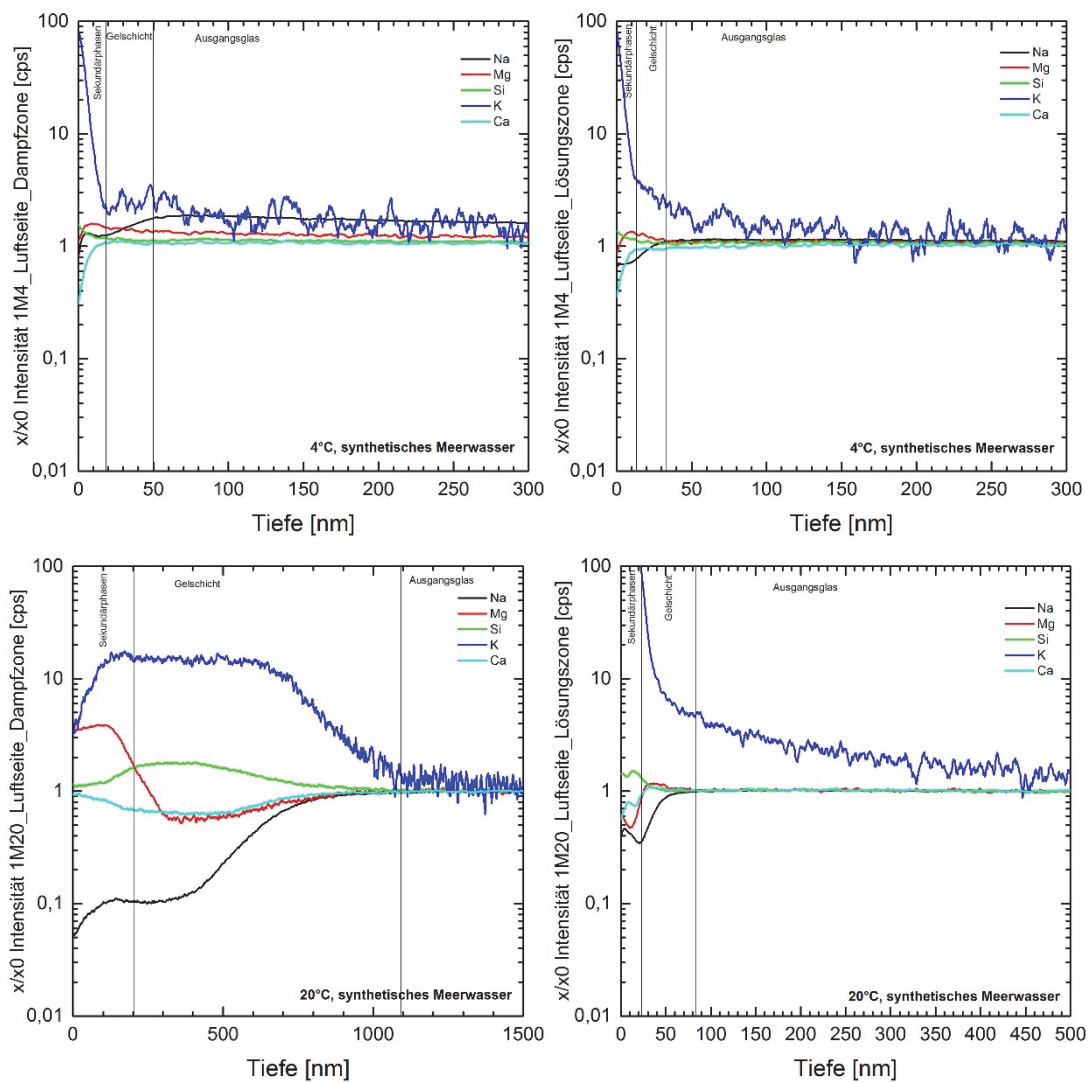 x/x0 Intensität 1M4_Luftseite_Dampfzone [cps]
100
10
1
0,1
0,01
Sekundärphasen
Gelschicht
Ausgangsglas
Na
Mg
Si
K
Ca
4°C, synthetisches Meerwasser
0 50 100 150 200 250 300
Tiefe [nm]
x/x0 Intensität 1M4_Luftseite_Lösungszone [cps]
100
10
1
0,1
0,01
Sekundärphasen
Gelschicht
Ausgangsglas
Na
Mg
Si
K
Ca
4°C, synthetisches Meerwasser
0 50 100 150 200 250 300
Tiefe [nm]
x/x0 Intensität 1M20_Luftseite_Dampfzone [cps]
100
10
1
0,1
0,01
Sekundärphasen
Gelschicht
Ausgangsglas
Na
Mg
Si
K
Ca
20°C, synthetisches Meerwasser
0 500 1000 1500
Tiefe [nm]
x/x0 Intensität 1M20_Luftseite_Lösungszone [cps]
100
10
1
0,1
0,01
Sekundärphasen
Gelschicht
Ausgangsglas
Na
Mg
Si
K
Ca
20°C, synthetisches Meerwasser
0 50 100 150 200 250 300 350 400 450 500
Tiefe [nm]